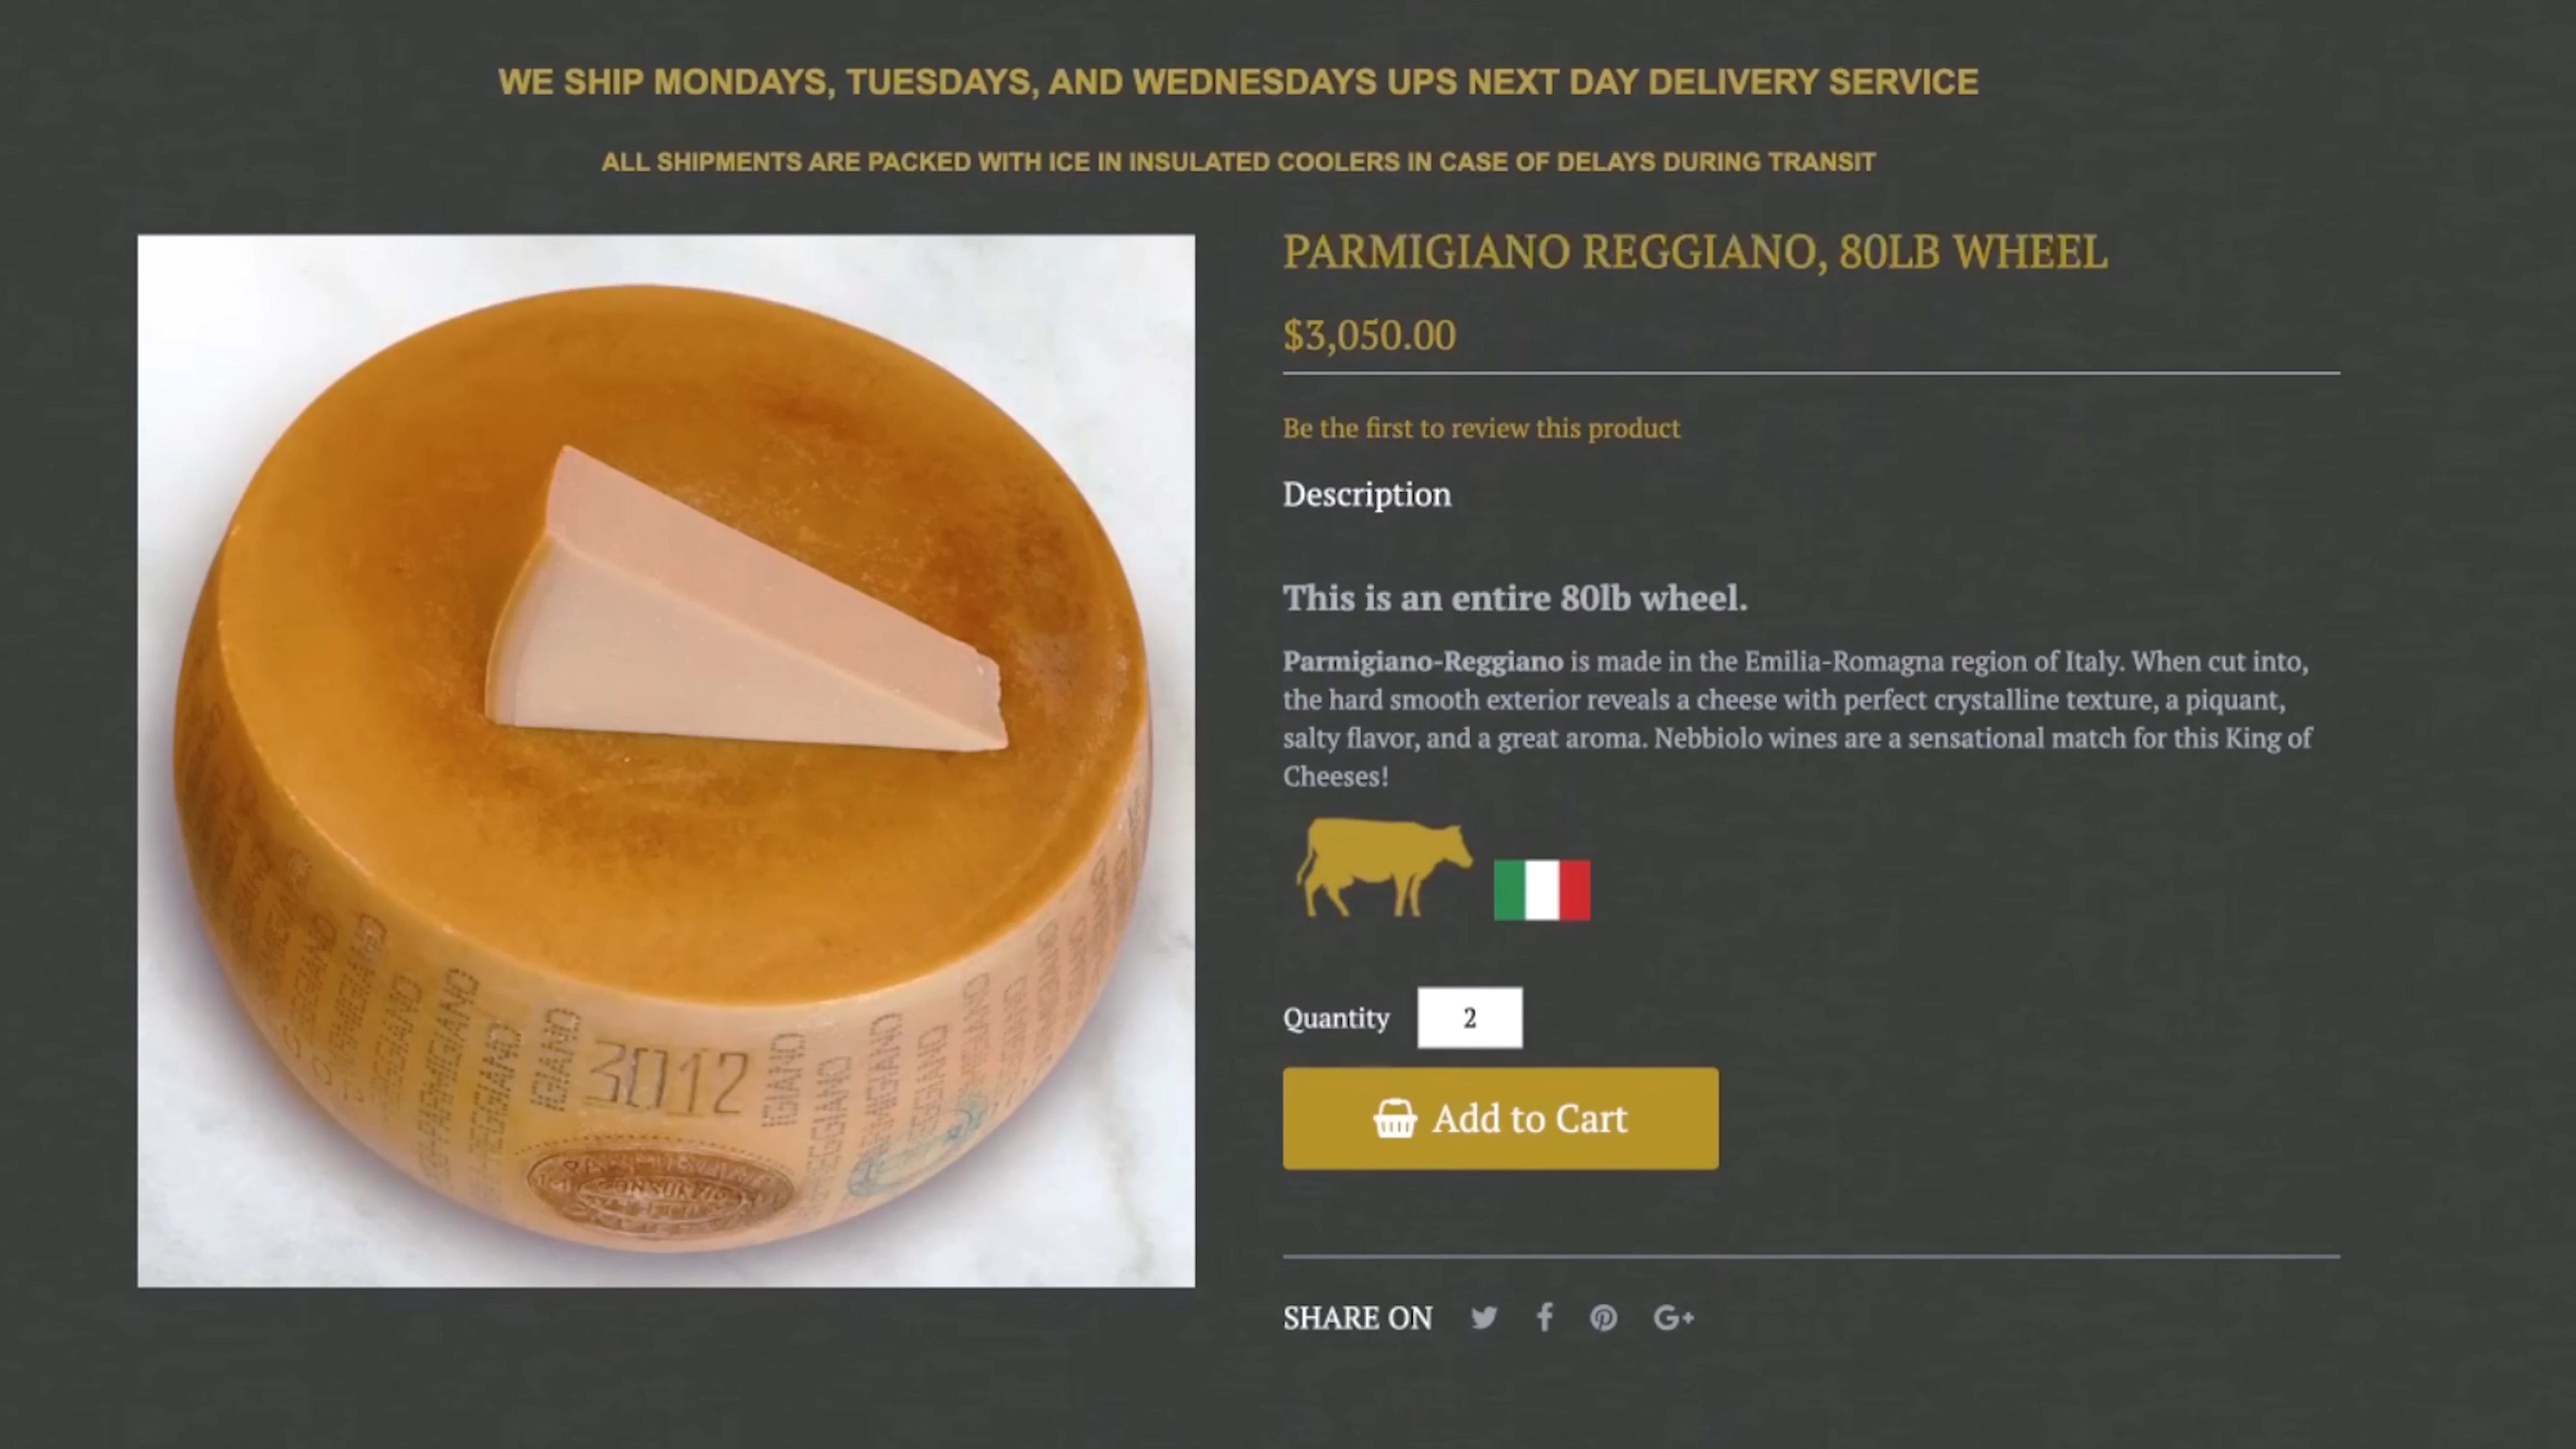 WE SHIP MONDAYS, TUESDAYS, AND WEDNESDAYS UPS NEXT DAY DELIVERY SERVICE
ALL SHIPMENTS ARE PACKED WITH ICE IN INSULATED COOLERS IN CASE OF DELAYS DURING TRANSIT
PARMIGIANO REGGIANO, 80LB WHEEL
$3,050.00
Be the first to review this product
Description
This is an entire 80lb wheel.
Parmigiano-Reggiano is made in the Emilia-Romagna region of Italy. When cut into,
the hard smooth exterior reveals a cheese with perfect crystalline texture, a piquant,
salty flavor, and a great aroma. Nebbiolo wines are a sensational match for this King of
Cheeses!
Quantity 2
Add to Cart
SHARE ON
G+
3012